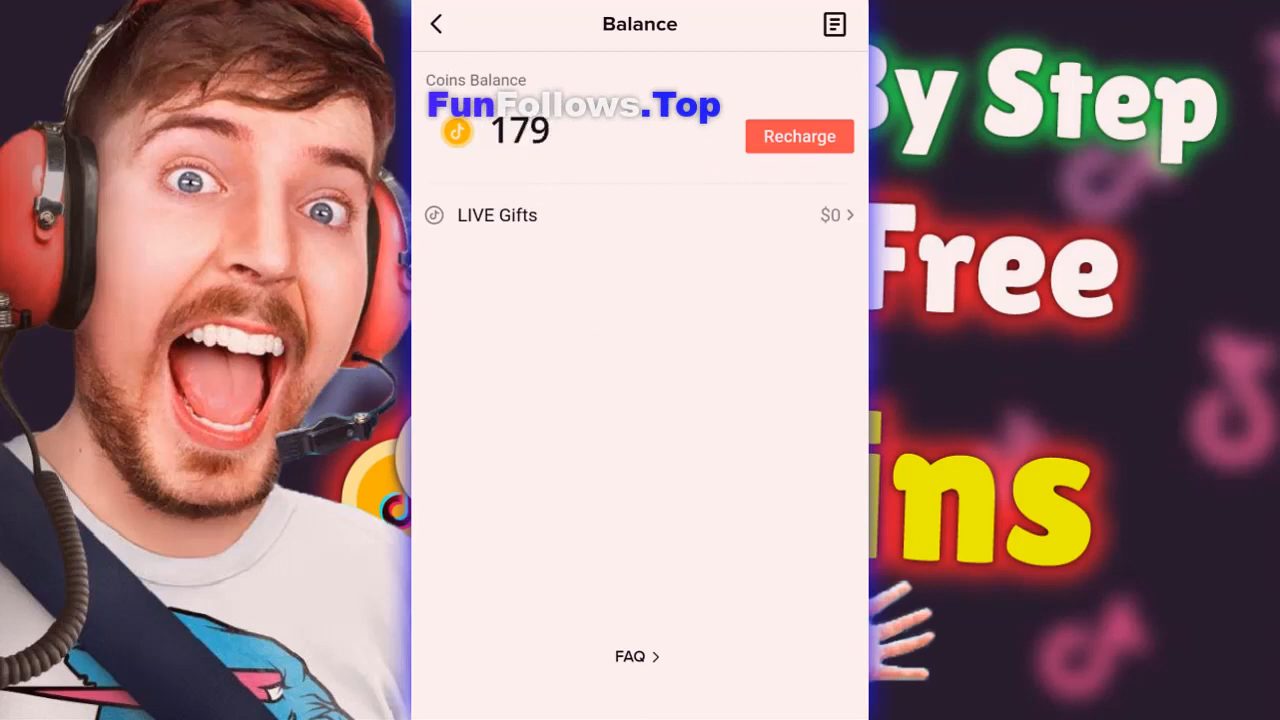 Balance
Coins Balance
FunFollows.Top
179
Recharge
LIVE Gifts
$0
FAQ
By Step
Free
ins